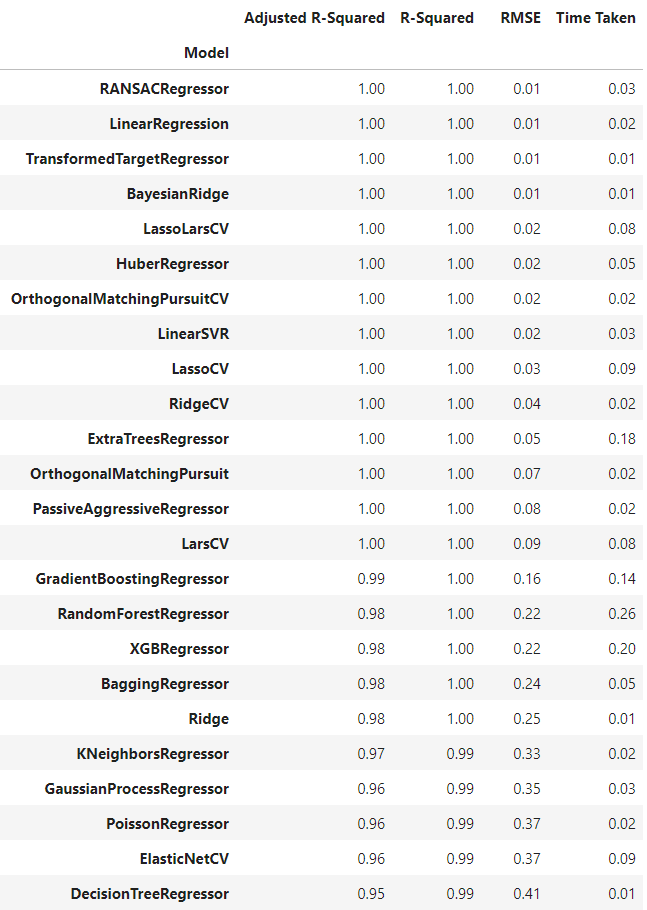 Adjusted R-Squared R-Squared RMSE Time Taken
Model
RANSACRegressor 1.00 1.00 0.01 0.03
LinearRegression 1.00 1.00 0.01 0.02
TransformedTargetRegressor 1.00 1.00 0.01 0.01
BayesianRidge 1.00 1.00 0.01 0.01
LassoLarsCV 1.00 1.00 0.02 0.08
HuberRegressor 1.00 1.00 0.02 0.05
OrthogonalMatchingPursuitCV 1.00 1.00 0.02 0.02
LinearSVR 1.00 1.00 0.02 0.03
LassoCV 1.00 1.00 0.03 0.09
RidgeCV 1.00 1.00 0.04 0.02
ExtraTreesRegressor 1.00 1.00 0.05 0.18
OrthogonalMatchingPursuit 1.00 1.00 0.07 0.02
PassiveAggressiveRegressor 1.00 1.00 0.08 0.02
LarsCV 1.00 1.00 0.09 0.08
GradientBoostingRegressor 0.99 1.00 0.16 0.14
RandomForestRegressor 0.98 1.00 0.22 0.26
XGBRegressor 0.98 1.00 0.22 0.20
BaggingRegressor 0.98 1.00 0.24 0.05
Ridge 0.98 1.00 0.25 0.01
KNeighborsRegressor 0.97 0.99 0.33 0.02
GaussianProcessRegressor 0.96 0.99 0.35 0.03
PoissonRegressor 0.96 0.99 0.37 0.02
ElasticNetCV 0.96 0.99 0.37 0.09
DecisionTreeRegressor 0.95 0.99 0.41 0.01